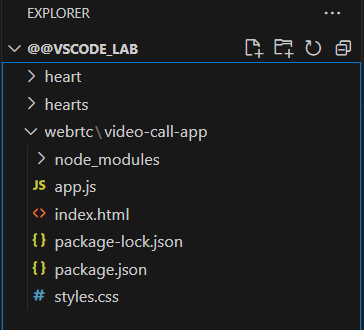 EXPLORER
@@VSCODE_LAB
heart
hearts
webrtc\video-call-app
node_modules
JS app.js
<> index.html
{} package-lock.json
{} package.json
# styles.css